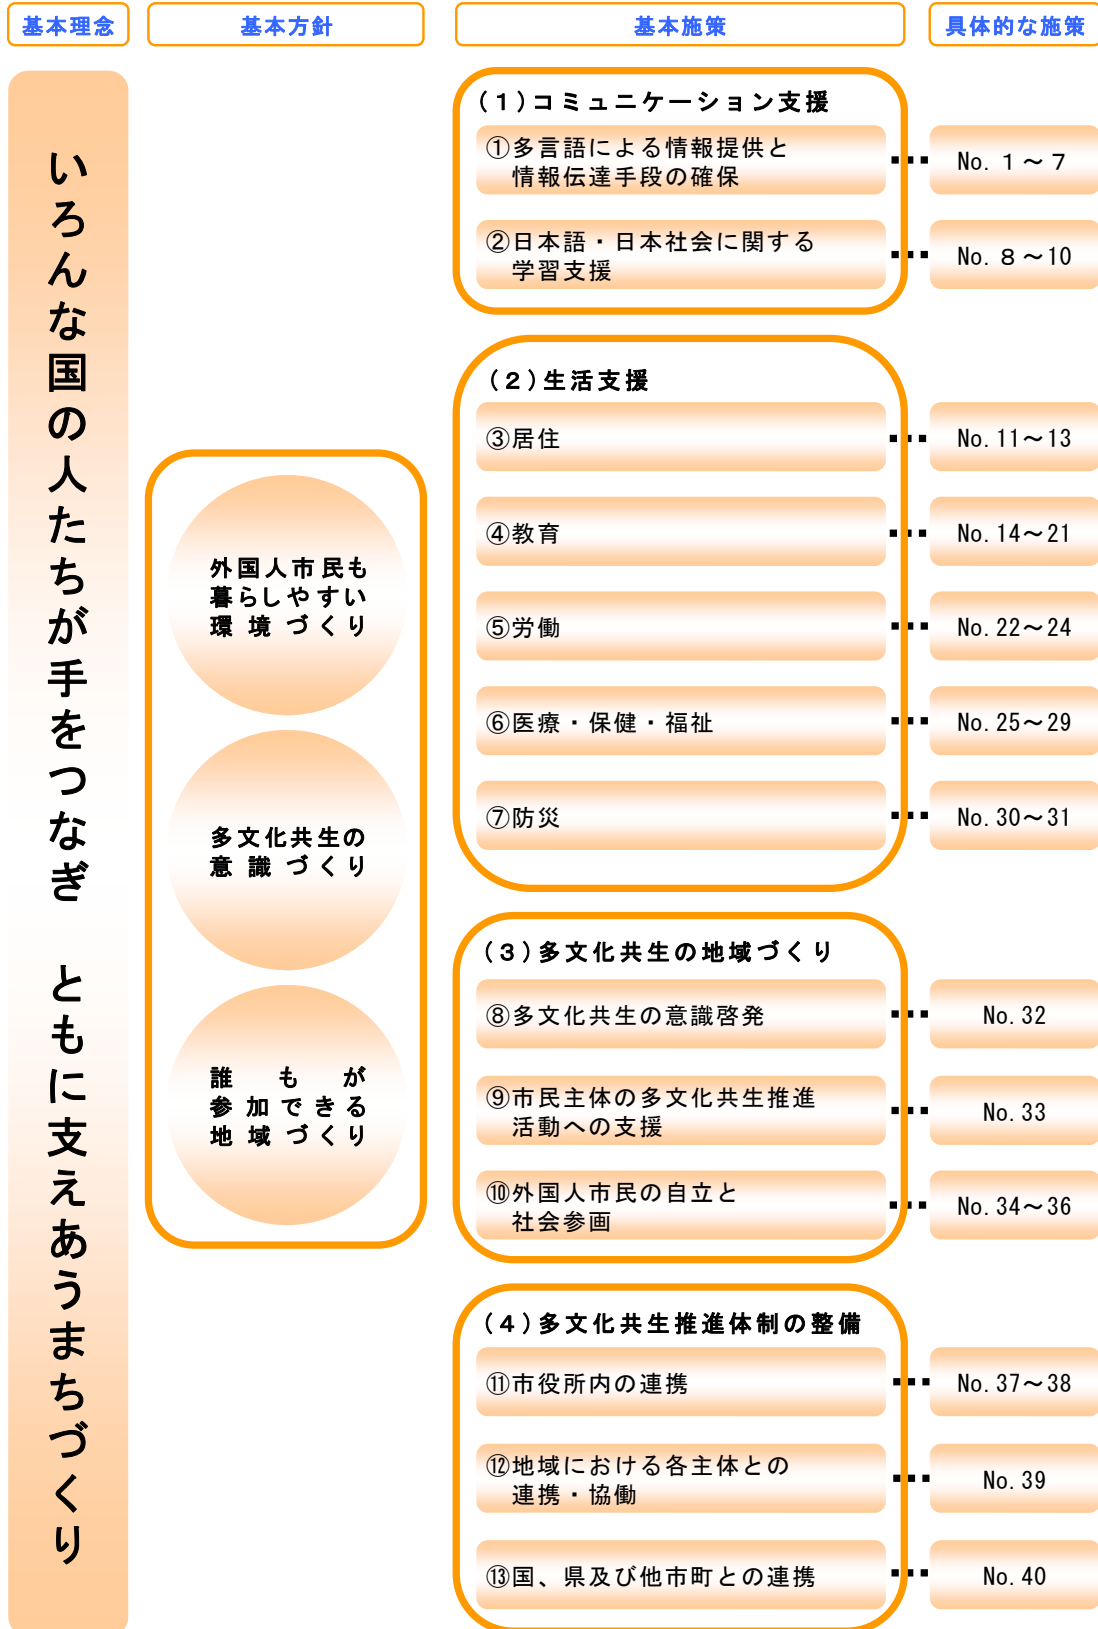 基本理念
基本方針
基本施策
具体的な施策
いろんな国の人たちが手をつなぎ　ともに支えあうまちづくり
外国人市民も
暮らしやすい
環境づくり
多文化共生の
意識づくり
誰もが
参加できる
地域づくり
(1)コミュニケーション支援
①多言語による情報提供と
情報伝達手段の確保
No. 1～7
②日本語・日本社会に関する
学習支援
No. 8～10
(2)生活支援
③居住
No. 11～13
④教育
No. 14～21
⑤労働
No. 22～24
⑥医療・保健・福祉
No. 25～29
⑦防災
No. 30～31
(3)多文化共生の地域づくり
⑧多文化共生の意識啓発
No. 32
⑨市民主体の多文化共生推進
活動への支援
No. 33
⑩外国人市民の自立と
社会参画
No. 34～36
(4)多文化共生推進体制の整備
⑪市役所内の連携
No. 37～38
⑫地域における各主体との
連携・協働
No. 39
⑬国、県及び他市町との連携
No. 40